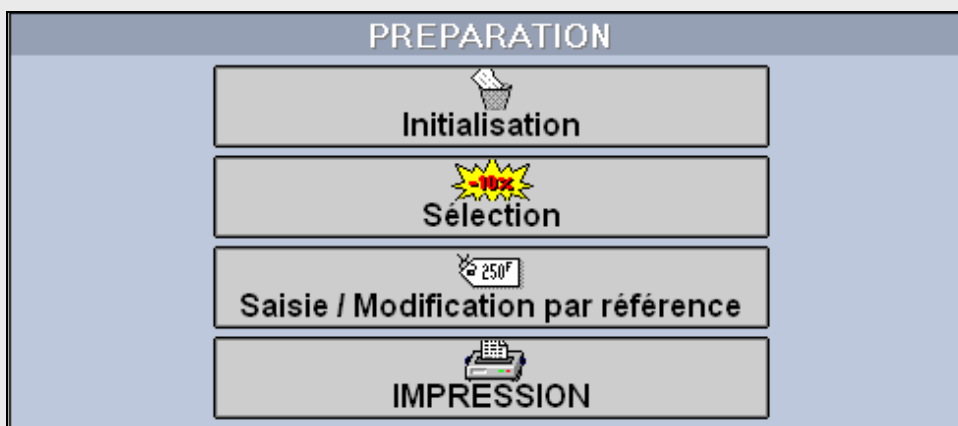 PREPARATION
Initialisation
-10%
Sélection
250F
Saisie / Modification par référence
IMPRESSION